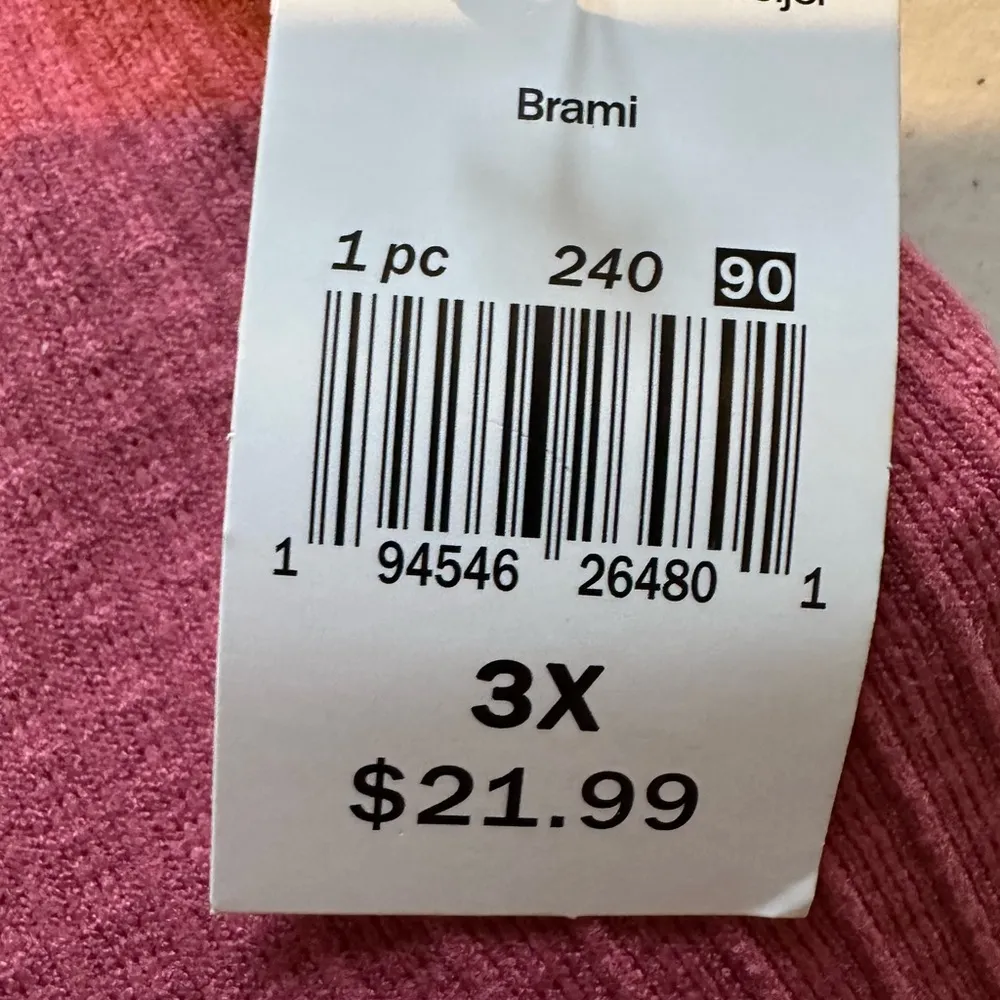 Brami
1 pc 240 90
1 94546 26480 1
3X
$21.99